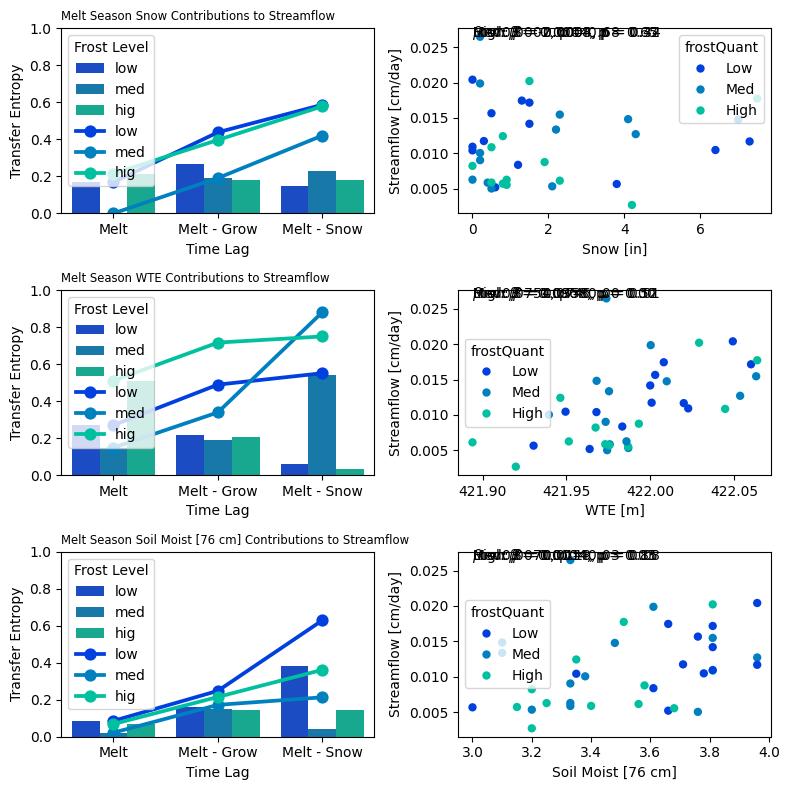 Melt Season Snow Contributions to Streamflow
1.0
0.8
0.6
0.4
0.2
0.0
Transfer Entropy
Frost Level
low
med
hig
low
med
hig
Melt
Melt - Grow
Melt - Snow
Time Lag
0.025
0.020
0.015
0.010
0.005
Streamflow [cm/day]
frostQuant
Low
Med
High
0
2
4
6
Snow [in]
Melt Season WTE Contributions to Streamflow
1.0
0.8
0.6
0.4
0.2
0.0
Transfer Entropy
Frost Level
low
med
hig
low
med
hig
Melt
Melt - Grow
Melt - Snow
Time Lag
0.025
0.020
0.015
0.010
0.005
Streamflow [cm/day]
frostQuant
Low
Med
High
421.90
421.95
422.00
422.05
WTE [m]
Melt Season Soil Moist [76 cm] Contributions to Streamflow
1.0
0.8
0.6
0.4
0.2
0.0
Transfer Entropy
Frost Level
low
med
hig
low
med
hig
Melt
Melt - Grow
Melt - Snow
Time Lag
0.025
0.020
0.015
0.010
0.005
Streamflow [cm/day]
frostQuant
Low
Med
High
3.0
3.2
3.4
3.6
3.8
4.0
Soil Moist [76 cm]